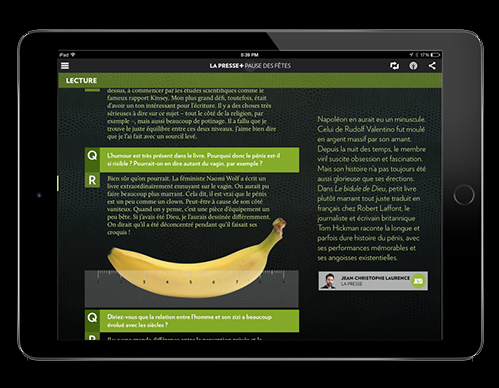 iPad
5:39 PM
17%
LA PRESSE+ PAUSE DES FÊTES
LECTURE
dessus, à commencer par les études scientifiques comme le
fameux rapport Kinsey. Mon plus grand défi, toutefois, était
d'avoir un ton intéressant pour l'écriture. Il y a des choses très
sérieuses à dire sur ce sujet – tout le côté de la religion, par
exemple –, mais aussi beaucoup de potinage. Il a fallu que je
trouve le juste équilibre entre ces deux niveaux. J'aime bien dire
que je l'ai fait avec un sourcil levé.
Q
L'humour est très présent dans le livre. Pourquoi donc le pénis est-il
si risible ? Pourrait-on en dire autant du vagin, par exemple ?
R
Bien sûr qu'on pourrait. La féministe Naomi Wolf a écrit un
livre extraordinairement ennuyant sur le vagin. On aurait pu
faire beaucoup plus marrant. Cela dit, il est vrai que le pénis
est un peu comme un clown. Peut-être à cause de son côté
vaniteux. Quand on y pense, c'est une pièce d'équipement un
peu bête. Si j'avais été Dieu, je l'aurais dessinée différemment.
On dirait qu'il a été déconcentré pendant qu'il faisait ses
croquis !
Napoléon en aurait eu un minuscule.
Celui de Rudolf Valentino fut moulé
en argent massif par son amant.
Depuis la nuit des temps, le membre
viril suscite obsession et fascination.
Mais son histoire n'a pas toujours été
aussi glorieuse que ses érections.
Dans Le bidule de Dieu, petit livre
plutôt marrant tout juste traduit en
français chez Robert Laffont, le
journaliste et écrivain britannique
Tom Hickman raconte la longue et
parfois dure histoire du pénis, avec
ses performances mémorables et
ses angoisses existentielles.
JEAN-CHRISTOPHE LAURENCE
LA PRESSE
Q
Diriez-vous que la relation entre l'homme et son zizi a beaucoup
évolué avec les siècles ?
R